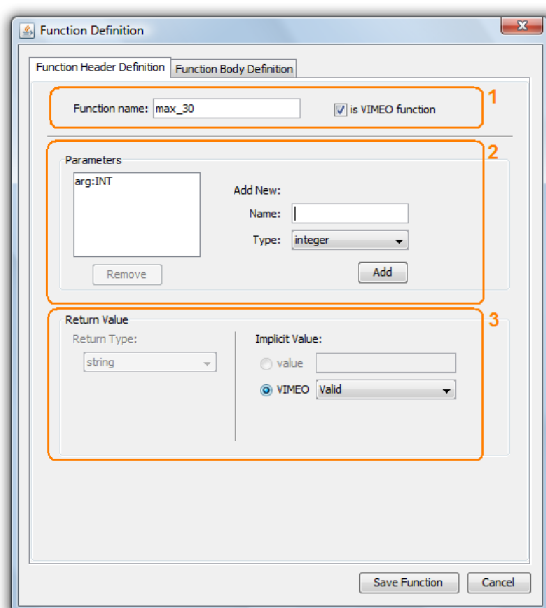 Function Definition
Function Header Definition Function Body Definition
1
Function name: max_30 is VIMEO function
2
Parameters
arg:INT
Add New:
Name:
Type: integer
Remove Add
3
Return Value
Return Type: Implicit Value:
string value
VIMEO Valid
Save Function Cancel